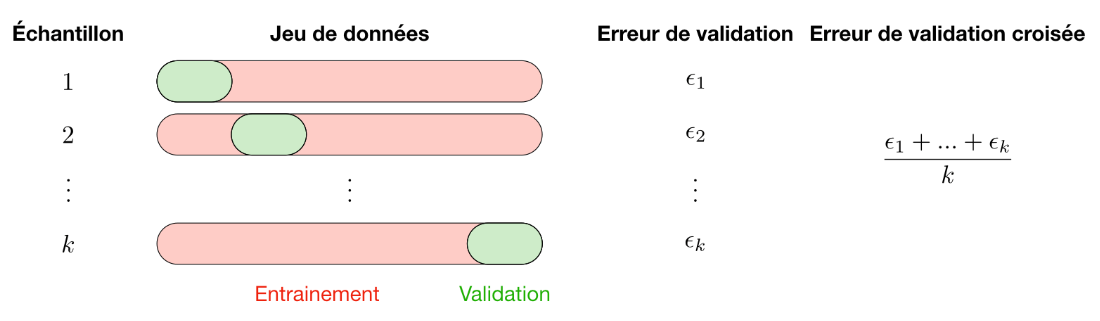 Échantillon Jeu de données Erreur de validation Erreur de validation croisée
1 ϵ₁
2 ϵ₂
ϵ₁ + ... + ϵₖ
k
⋮ ⋮ ⋮
k ϵₖ
Entrainement Validation